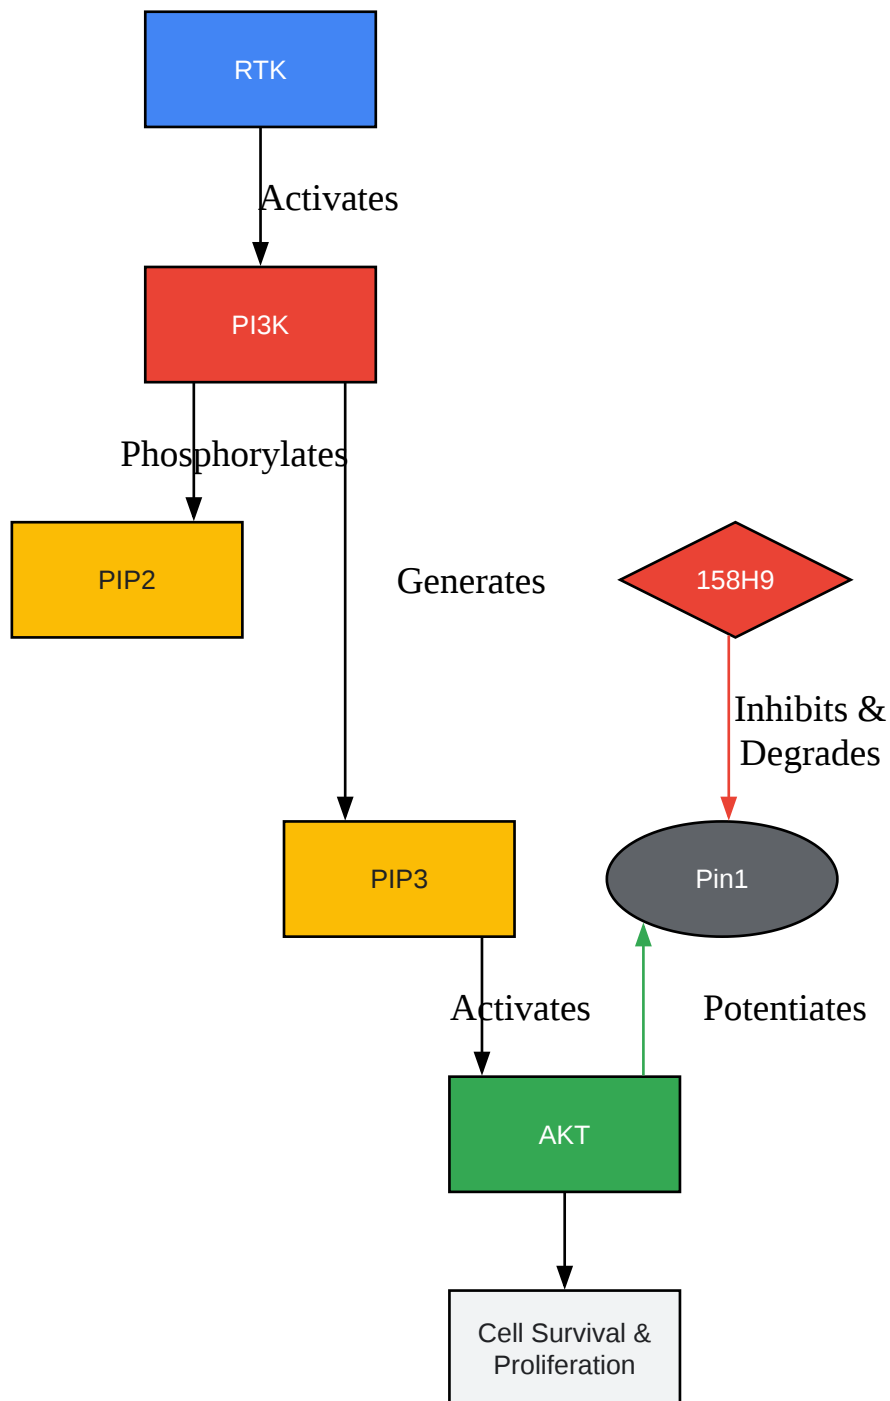 RTK
Activates
PI3K
Phosphorylates
PIP2
Generates
158H9
Inhibits &
Degrades
PIP3
Pin1
Activates
Potentiates
AKT
Cell Survival &
Proliferation